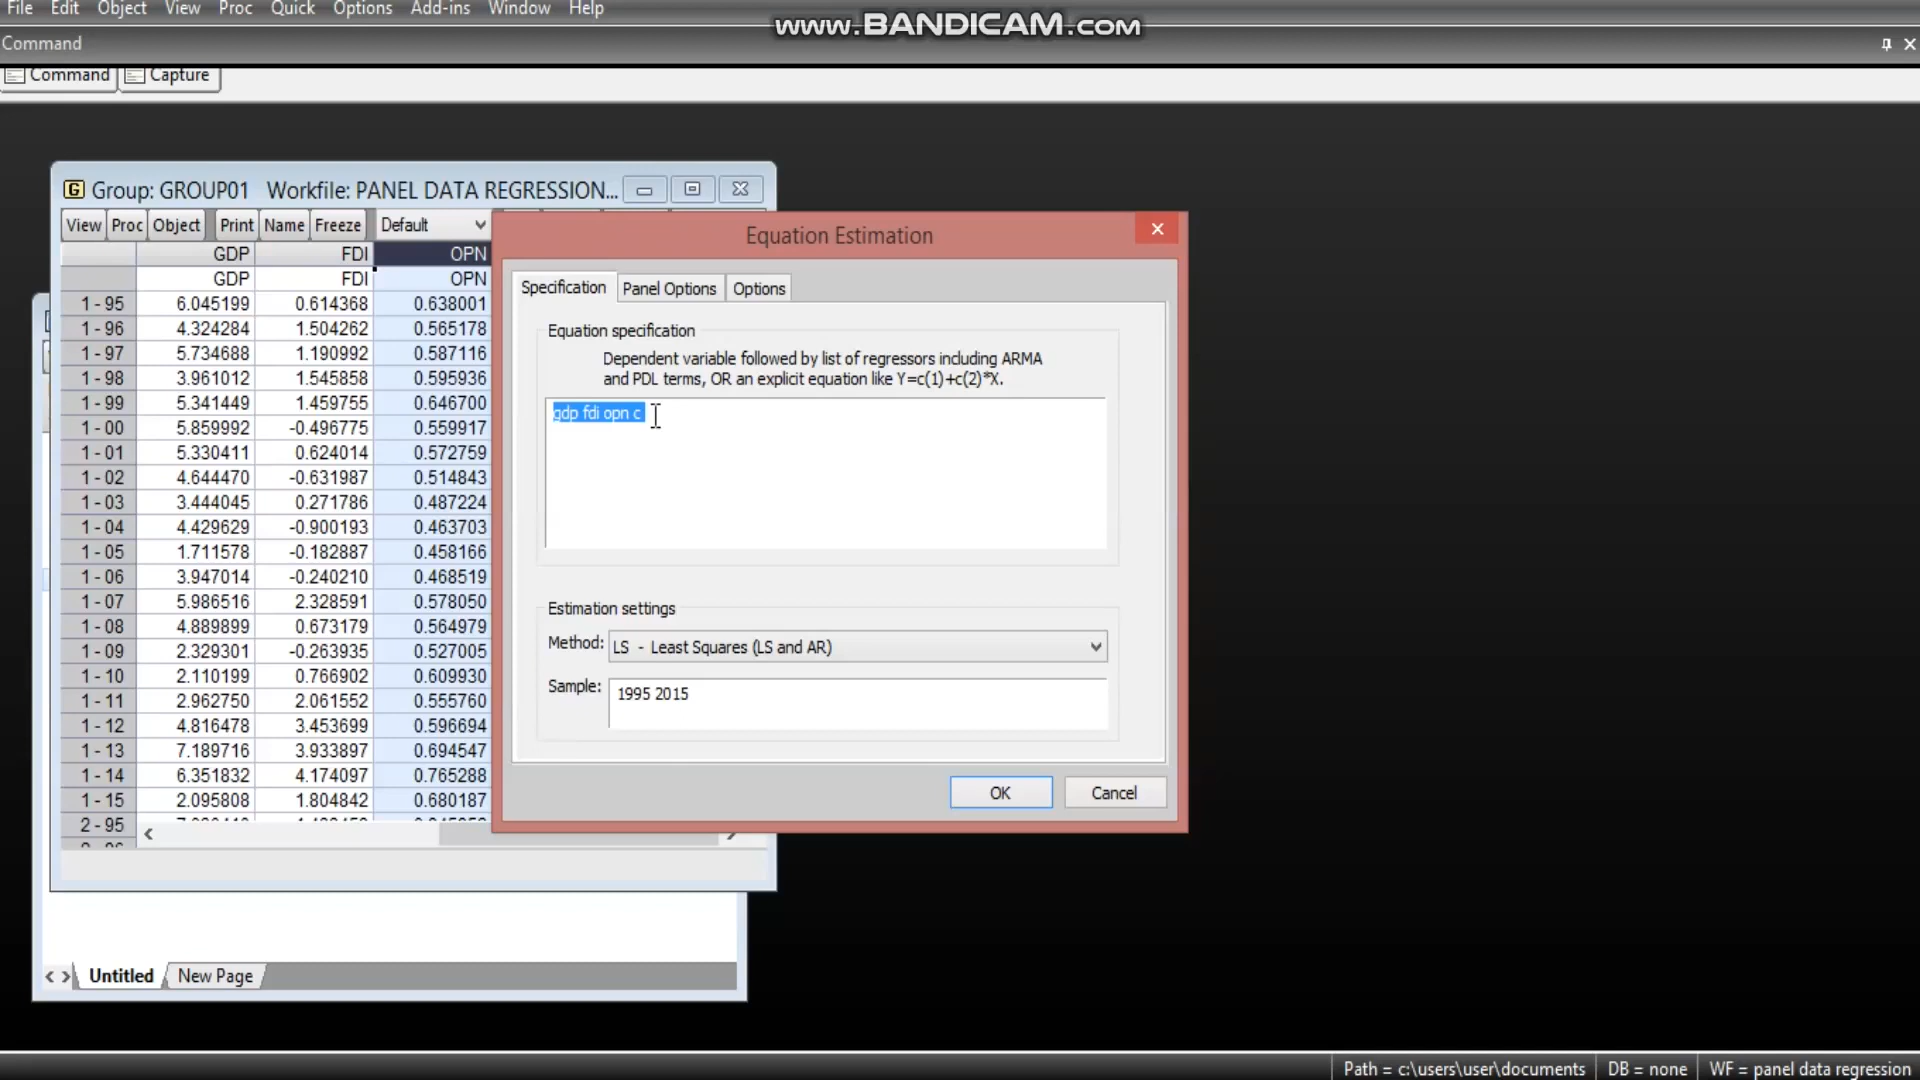 File Edit Object View Proc Quick Options Add-ins Window Help
www.BANDICAM.com
Command
Command Capture
Group: GROUP01 Workfile: PANEL DATA REGRESSION...
View Proc Object Print Name Freeze Default
GDP FDI OPN
GDP FDI OPN
1 - 95 6.045199 0.614368 0.638001
1 - 96 4.324284 1.504262 0.565178
1 - 97 5.734688 1.190992 0.587116
1 - 98 3.961012 1.545858 0.595936
1 - 99 5.341449 1.459755 0.646700
1 - 00 5.859992 -0.496775 0.559917
1 - 01 5.330411 0.624014 0.572759
1 - 02 4.644470 -0.631987 0.514843
1 - 03 3.444045 0.271786 0.487224
1 - 04 4.429629 -0.900193 0.463703
1 - 05 1.711578 -0.182887 0.458166
1 - 06 3.947014 -0.240210 0.468519
1 - 07 5.986516 2.328591 0.578050
1 - 08 4.889899 0.673179 0.564979
1 - 09 2.329301 -0.263935 0.527005
1 - 10 2.110199 0.766902 0.609930
1 - 11 2.962750 2.061552 0.555760
1 - 12 4.816478 3.453699 0.596694
1 - 13 7.189716 3.933897 0.694547
1 - 14 6.351832 4.174097 0.765288
1 - 15 2.095808 1.804842 0.680187
2 - 95
Untitled New Page
Equation Estimation
Specification Panel Options Options
Equation specification
Dependent variable followed by list of regressors including ARMA
and PDL terms, OR an explicit equation like Y=c(1)+c(2)*X.
gdp fdi opn c
Estimation settings
Method: LS - Least Squares (LS and AR)
Sample: 1995 2015
OK Cancel
Path = c:\users\user\documents DB = none WF = panel data regression